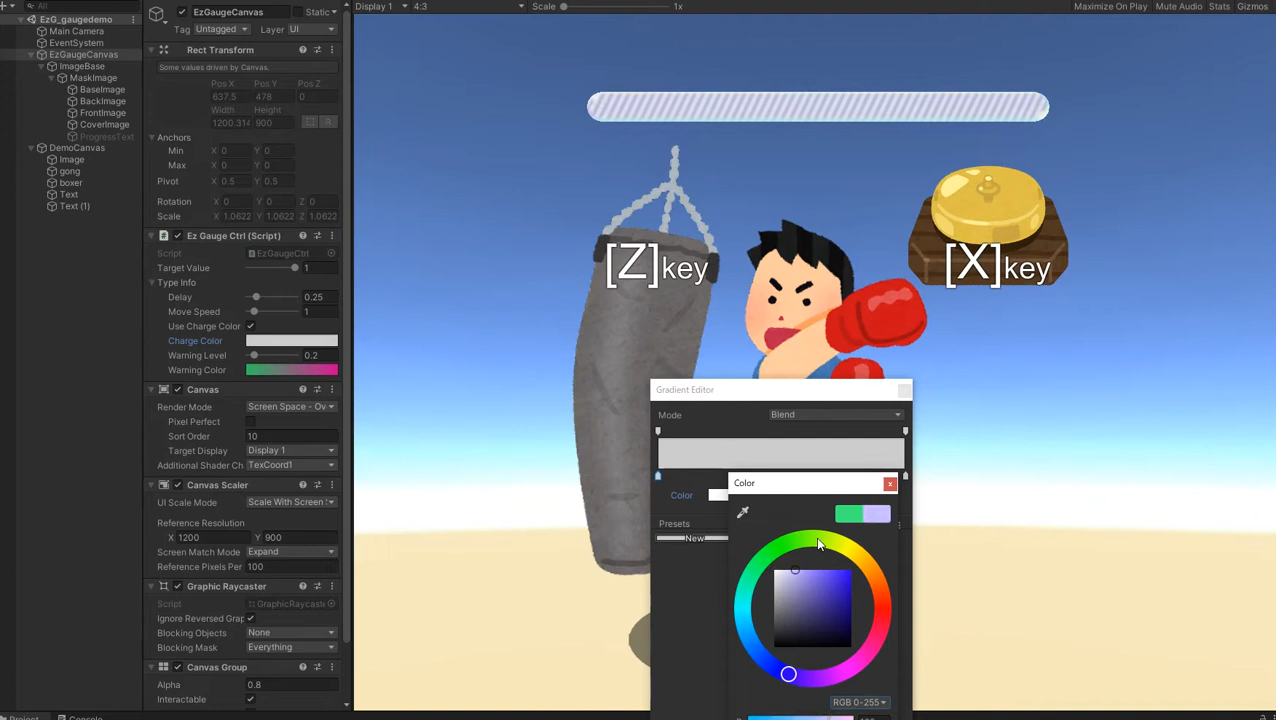 All
EzG_gaugedemo
Main Camera
EventSystem
EzGaugeCanvas
ImageBase
MaskImage
BaseImage
BackImage
FrontImage
CoverImage
ProgressText
DemoCanvas
Image
gong
boxer
Text
Text (1)
EzGaugeCanvas Static
Tag Untagged Layer UI
Rect Transform
Some values driven by Canvas.
Pos X Pos Y Pos Z
637.5 478 0
Width Height
1200.314 900 R
Anchors
Min X 0 Y 0
Max X 0 Y 0
Pivot X 0.5 Y 0.5
Rotation X 0 Y 0 Z 0
Scale X 1.0622 Y 1.0622 Z 1.0622
Ez Gauge Ctrl (Script)
Script EzGaugeCtrl
Target Value 1
Type Info
Delay 0.25
Move Speed 1
Use Charge Color
Charge Color
Warning Level 0.2
Warning Color
Canvas
Render Mode Screen Space - Ov
Pixel Perfect
Sort Order 10
Target Display Display 1
Additional Shader Ch TexCoord1
Canvas Scaler
UI Scale Mode Scale With Screen
Reference Resolution
X 1200 Y 900
Screen Match Mode Expand
Reference Pixels Per 100
Graphic Raycaster
Script GraphicRaycaste
Ignore Reversed Grap
Blocking Objects None
Blocking Mask Everything
Canvas Group
Alpha 0.8
Interactable
Project Console
Display 1 4:3 Scale 1x Maximize On Play Mute Audio Stats Gizmos
[Z]key
[X]key
Gradient Editor
Mode Blend
Color
Presets
New
Color
x
RGB 0-255